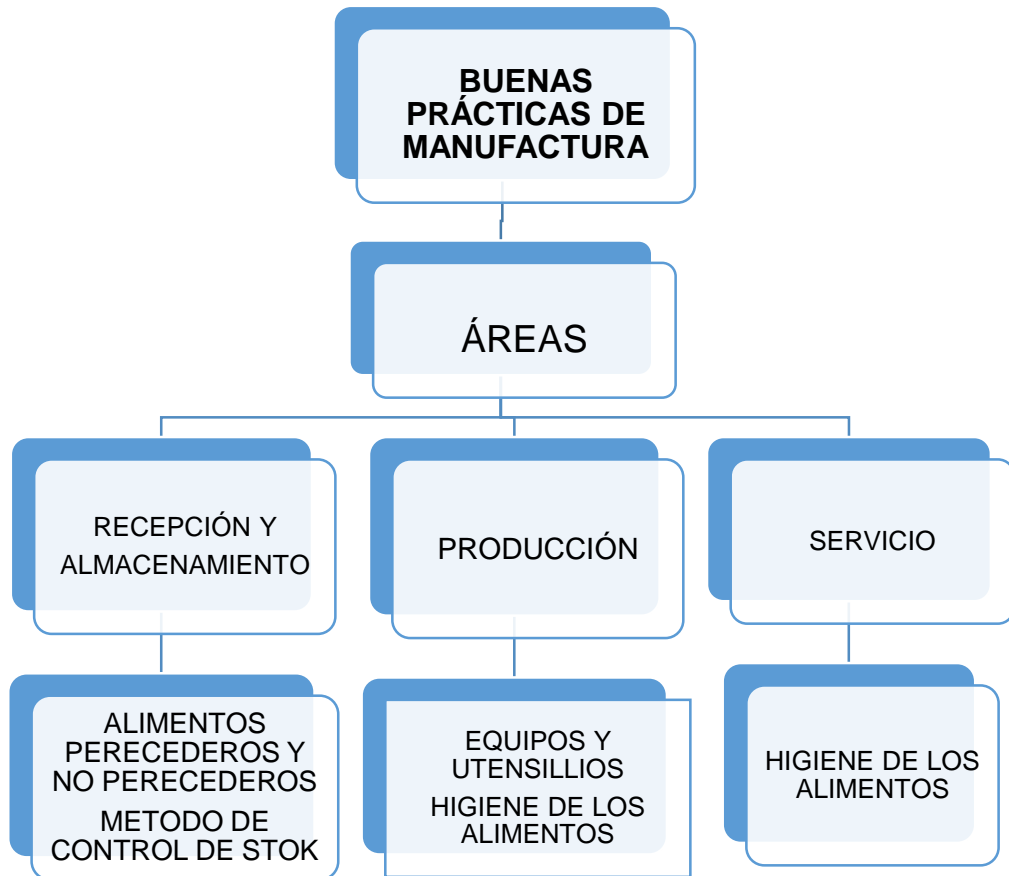 BUENAS
PRÁCTICAS DE
MANUFACTURA
ÁREAS
RECEPCIÓN Y
ALMACENAMIENTO
PRODUCCIÓN
SERVICIO
ALIMENTOS
PERECEDEROS Y
NO PERECEDEROS
METODO DE
CONTROL DE STOK
EQUIPOS Y
UTENSILLIOS
HIGIENE DE LOS
ALIMENTOS
HIGIENE DE LOS
ALIMENTOS